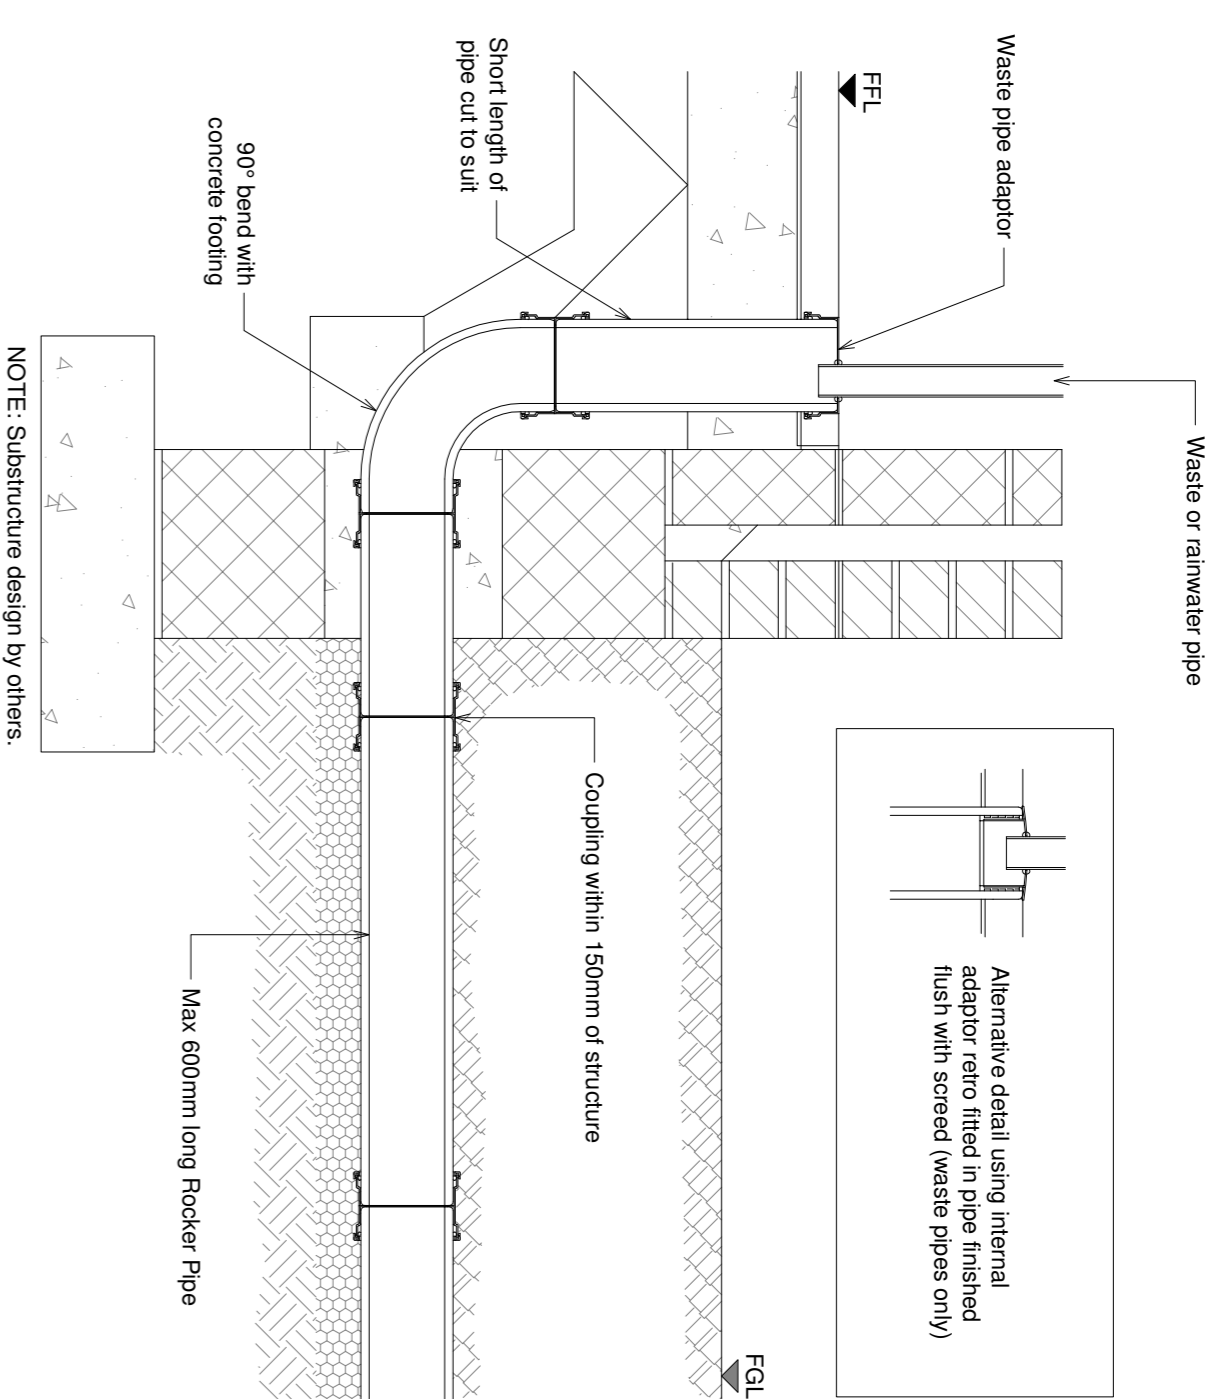 Waste or rainwater pipe
Waste pipe adaptor
FFL
Alternative detail using internal
adaptor retro fitted in pipe finished
flush with screed (waste pipes only)
FGL
Short length of
pipe cut to suit
Coupling within 150mm of structure
90° bend with
concrete footing
Max 600mm long Rocker Pipe
NOTE: Substructure design by others.